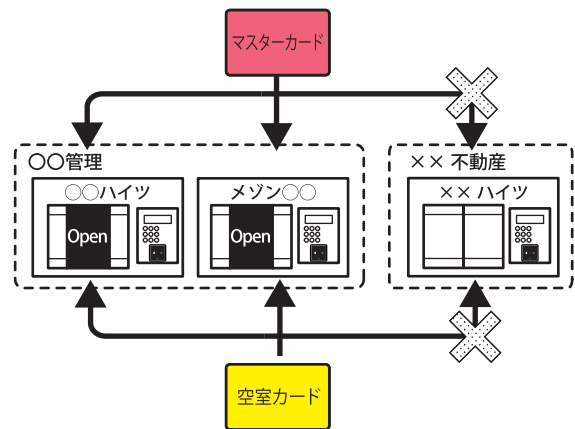 マスターカード
○○管理
×× 不動産
○○ハイツ
メゾン○○
×× ハイツ
Open
Open
空室カード